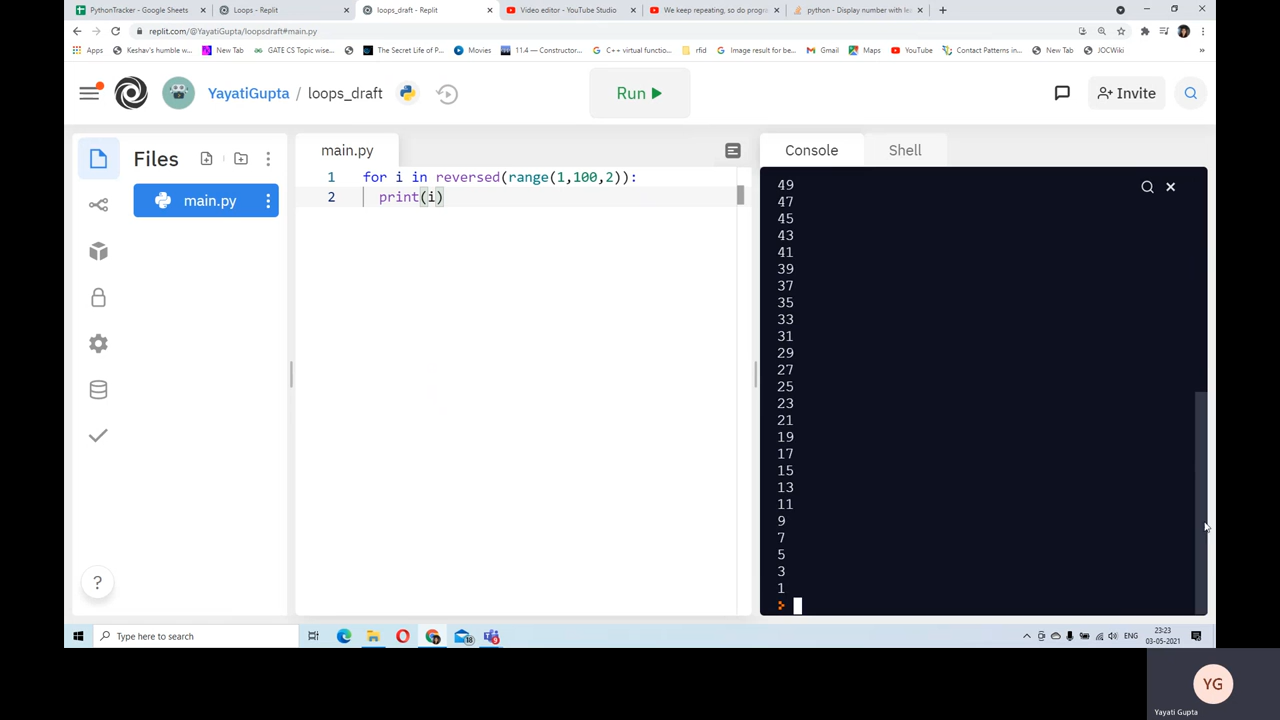 PythonTracker - Google Sheets
Loops - Replit
loops_draft - Replit
Video editor - YouTube Studio
We keep repeating, so do progre
python - Display number with lea
replit.com/@YayatiGupta/loopsdraft#main.py
Apps
Keshav's humble w...
New Tab
GATE CS Topic wise...
The Secret Life of P...
Movies
11.4 — Constructor...
C++ virtual functio...
rfid
Image result for be...
Gmail
Maps
YouTube
Contact Patterns in...
New Tab
JOCWiki
»
YayatiGupta / loops_draft
Run
Invite
Files
main.py
main.py
1 for i in reversed(range(1,100,2)):
2 print(i)
Console
Shell
49
47
45
43
41
39
37
35
33
31
29
27
25
23
21
19
17
15
13
11
9
7
5
3
1
?
Type here to search
18
9
ENG
23:23
03-05-2021
YG
Yayati Gupta